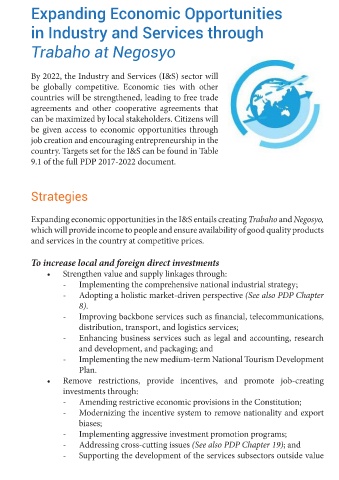 Expanding Economic Opportunities
in Industry and Services through
Trabaho at Negosyo
By 2022, the Industry and Services (I&S) sector will
be globally competitive. Economic ties with other
countries will be strengthened, leading to free trade
agreements and other cooperative agreements that
can be maximized by local stakeholders. Citizens will
be given access to economic opportunities through
job creation and encouraging entrepreneurship in the
country. Targets set for the I&S can be found in Table
9.1 of the full PDP 2017-2022 document.
Strategies
Expanding economic opportunities in the I&S entails creating Trabaho and Negosyo,
which will provide income to people and ensure availability of good quality products
and services in the country at competitive prices.
To increase local and foreign direct investments
• Strengthen value and supply linkages through:
- Implementing the comprehensive national industrial strategy;
- Adopting a holistic market-driven perspective (See also PDP Chapter
8).
- Improving backbone services such as financial, telecommunications,
distribution, transport, and logistics services;
- Enhancing business services such as legal and accounting, research
and development, and packaging; and
- Implementing the new medium-term National Tourism Development
Plan.
• Remove restrictions, provide incentives, and promote job-creating
investments through:
- Amending restrictive economic provisions in the Constitution;
- Modernizing the incentive system to remove nationality and export
biases;
- Implementing aggressive investment promotion programs;
- Addressing cross-cutting issues (See also PDP Chapter 19); and
- Supporting the development of the services subsectors outside value